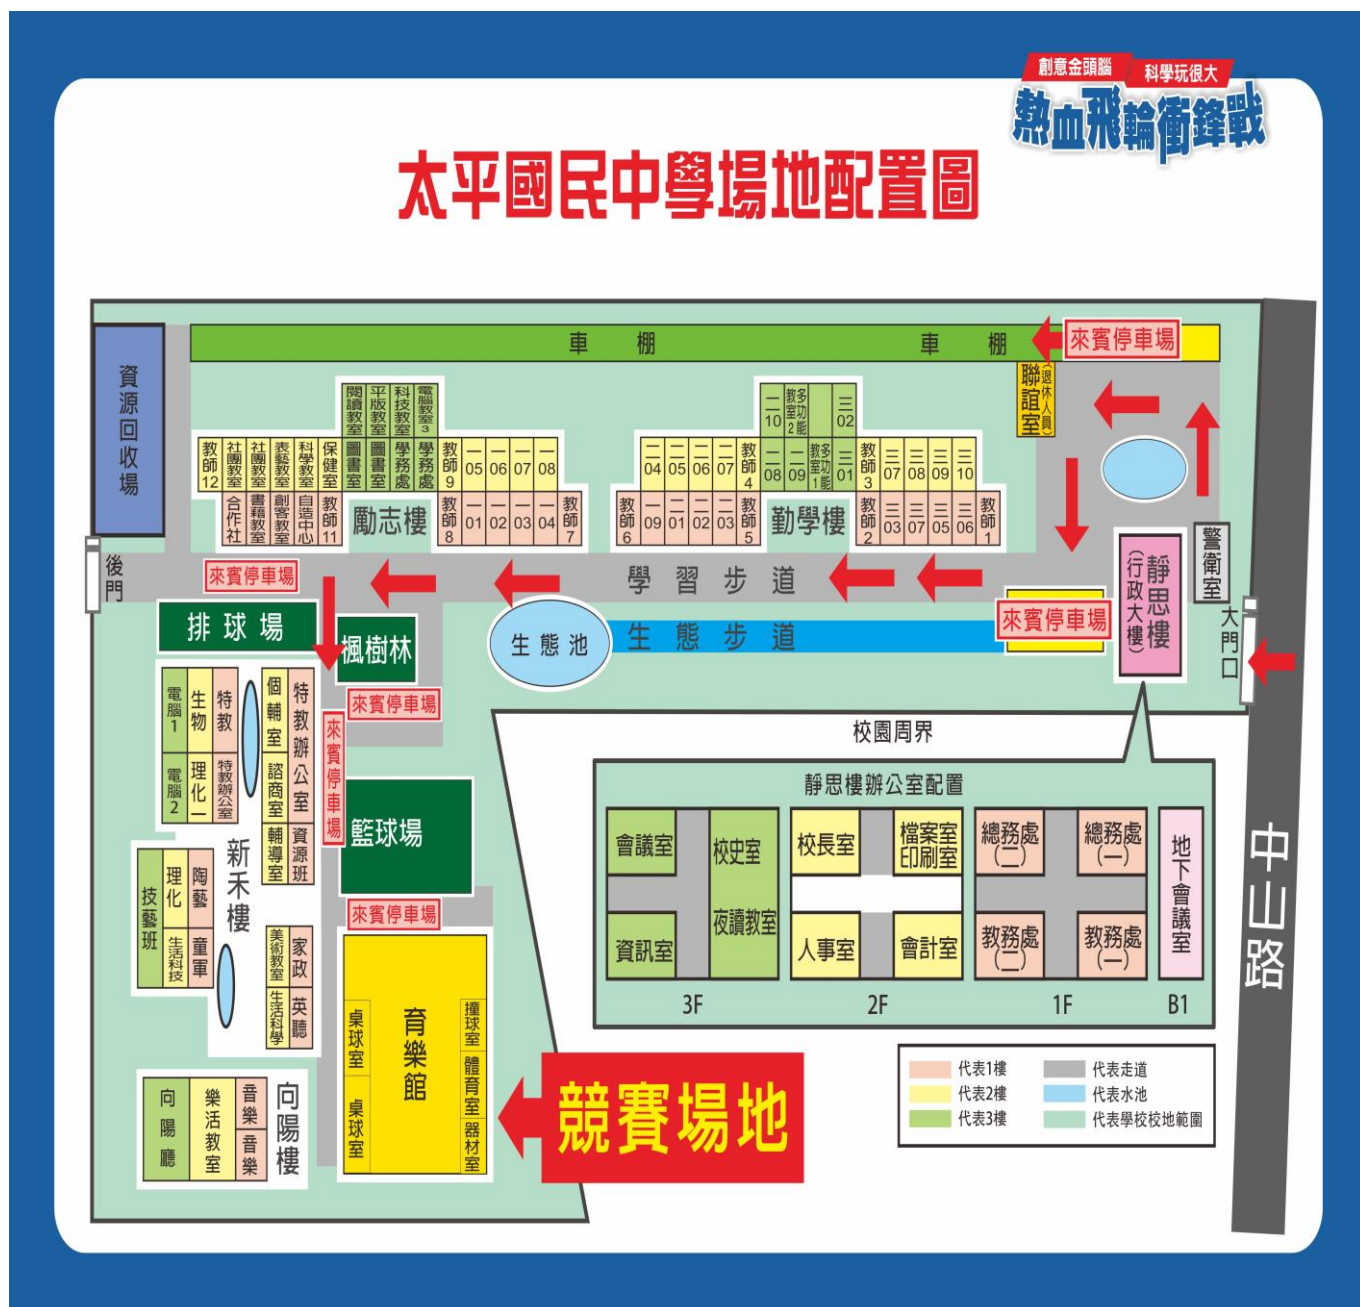 創意金頭腦
科學玩很大
熱血飛輪衝鋒戰
太平國民中學場地配置圖
車棚
車棚
來賓停車場
資源回收場
聯誼室
(退休人員)
閱讀教室
平版教室
科技教室
電腦教室3
二10
多功能教室2
三02
教師12
社團教室
社團教室
表藝教室
科學教室
保健室
圖書室
圖書室
學務處
學務處
教師9
一05
一06
一07
一08
二04
二05
二06
二07
教師4
二08
二09
多功能教室1
三01
教師3
三07
三08
三09
三10
合作社
書藉教室
創客教室
自造中心
教師11
勵志樓
教師8
一01
一02
一03
一04
教師7
教師6
一09
二01
二02
二03
教師5
勤學樓
教師2
三03
三07
三05
三06
教師1
後門
來賓停車場
學習步道
靜思樓
(行政大樓)
警衛室
大門口
排球場
楓樹林
生態池
生態步道
來賓停車場
來賓停車場
來賓停車場
電腦1
生物
特教
個輔室
特教辦公室
電腦2
理化一
特教辦公室
諮商室
輔導室
資源班
新禾樓
籃球場
來賓停車場
技藝班
理化
陶藝
生活科技
童軍
美術教室
家政
生活科學
英聽
桌球室
桌球室
育樂館
撞球室
體育室
器材室
競賽場地
向陽廳
樂活教室
音樂
音樂
向陽樓
校園周界
靜思樓辦公室配置
會議室
校史室
校長室
檔案室
印刷室
總務處
(二)
總務處
(一)
地下會議室
資訊室
夜讀教室
人事室
會計室
教務處
(二)
教務處
(一)
3F
2F
1F
B1
中山路
代表1樓
代表走道
代表2樓
代表水池
代表3樓
代表學校校地範圍